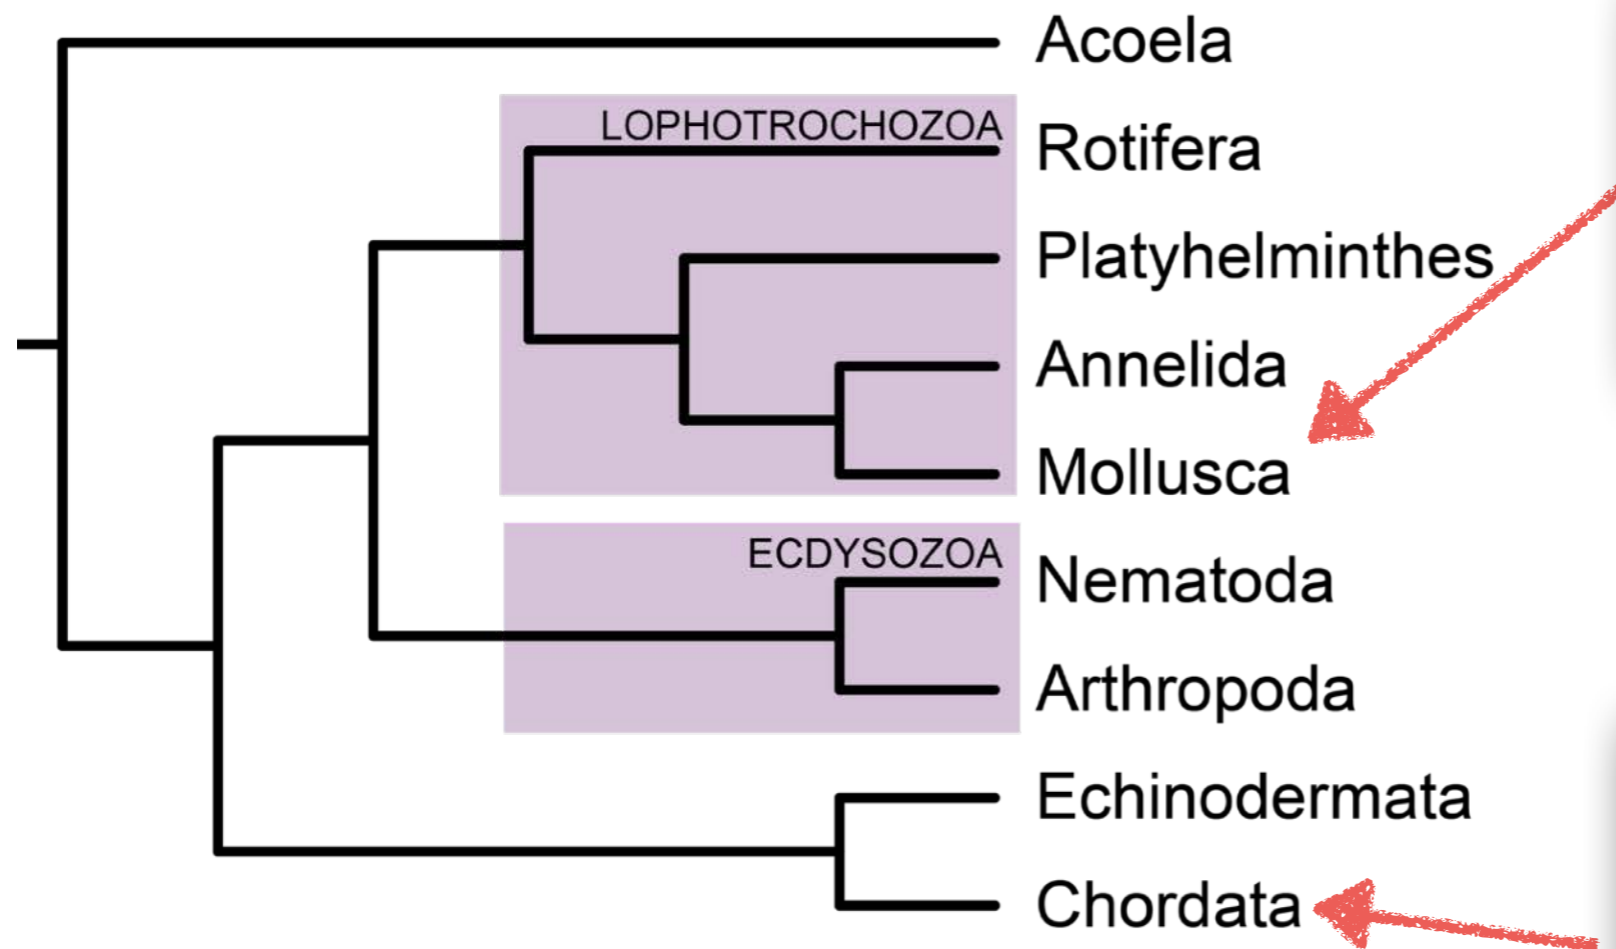 Acoela
LOPHOTROCHOZOA
Rotifera
Platyhelminthes
Annelida
Mollusca
ECDYSOZOA
Nematoda
Arthropoda
Echinodermata
Chordata